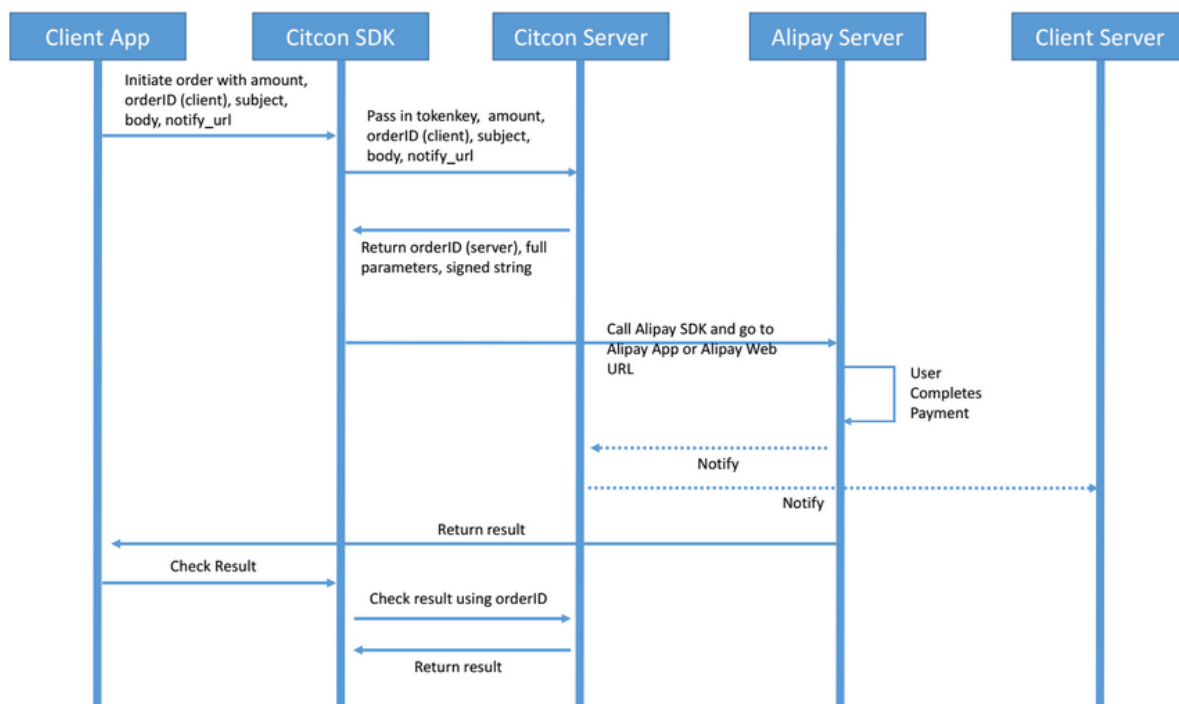 Client App
Citcon SDK
Citcon Server
Alipay Server
Client Server
Initiate order with amount,
orderID (client), subject,
body, notify_url
Pass in tokenkey,  amount,
orderID (client), subject,
body, notify_url
Return orderID (server), full
parameters, signed string
Call Alipay SDK and go to
Alipay App or Alipay Web
URL
User
Completes
Payment
Notify
Notify
Return result
Check Result
Check result using orderID
Return result